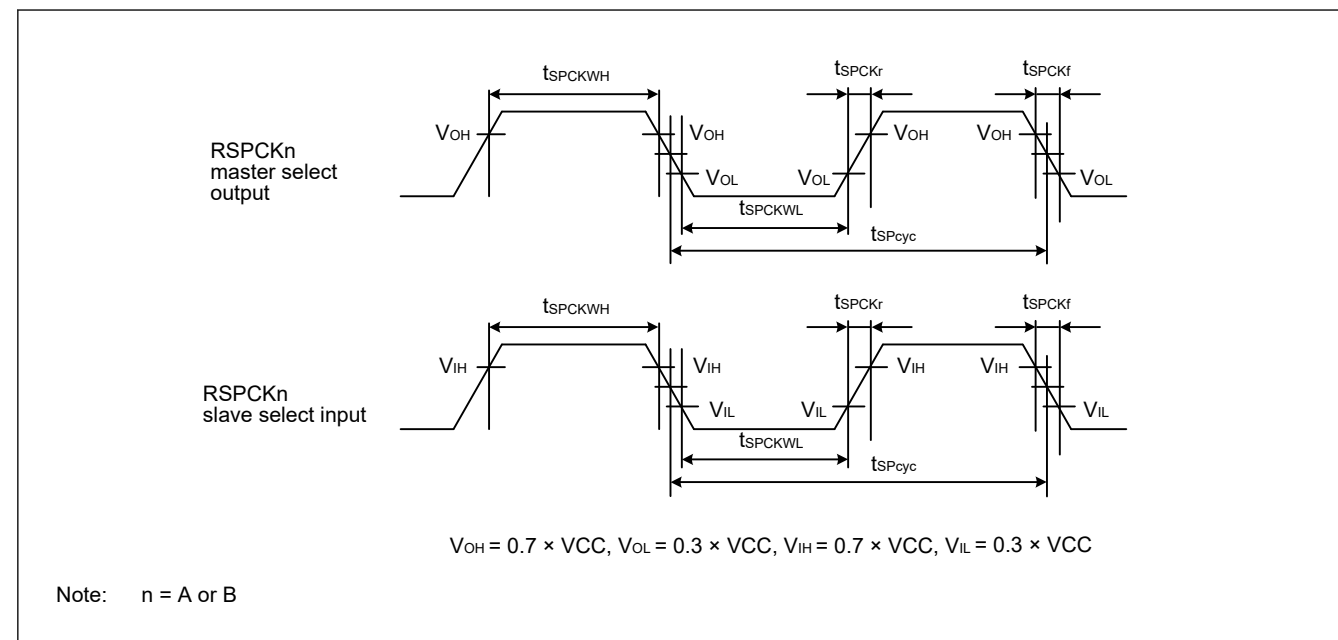 tSPCKWH
tSPCKr
tSPCKf
VOH
VOH
VOH
VOH
RSPCKn
master select
output
VOL
VOL
VOL
tSPCKWL
tSPcyc
tSPCKWH
tSPCKr
tSPCKf
VIH
VIH
VIH
VIH
RSPCKn
slave select input
VIL
VIL
VIL
tSPCKWL
tSPcyc
VOH = 0.7 × VCC, VOL = 0.3 × VCC, VIH = 0.7 × VCC, VIL = 0.3 × VCC
Note: n = A or B